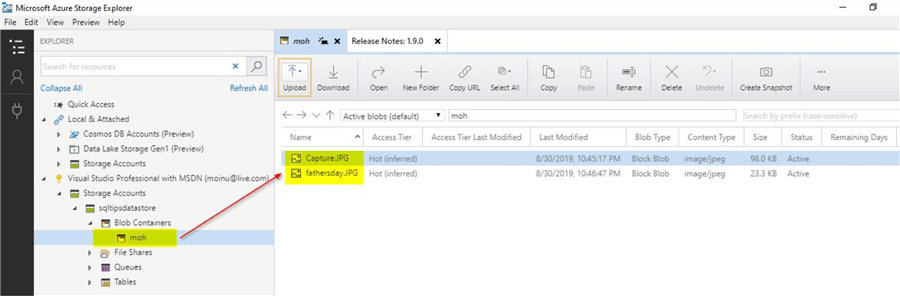 Microsoft Azure Storage Explorer
File Edit View Preview Help
EXPLORER
Search for resources
Collapse All Refresh All
Quick Access
Local & Attached
Cosmos DB Accounts (Preview)
Data Lake Storage Gen1 (Preview)
Storage Accounts
Visual Studio Professional with MSDN (moinu@live.com)
Storage Accounts
sqltipsdatastore
Blob Containers
moh
File Shares
Queues
Tables
moh Release Notes: 1.9.0
Upload Download Open New Folder Copy URL Select All Copy Paste Rename Delete Undelete Create Snapshot More
Active blobs (default) moh Search by prefix (case-sensitive)
Name Access Tier Access Tier Last Modified Last Modified Blob Type Content Type Size Status Remaining Days
Capture.JPG Hot (inferred) 8/30/2019, 10:45:17 PM Block Blob image/jpeg 98.0 KB Active
fathersday.JPG Hot (inferred) 8/30/2019, 10:46:47 PM Block Blob image/jpeg 23.3 KB Active